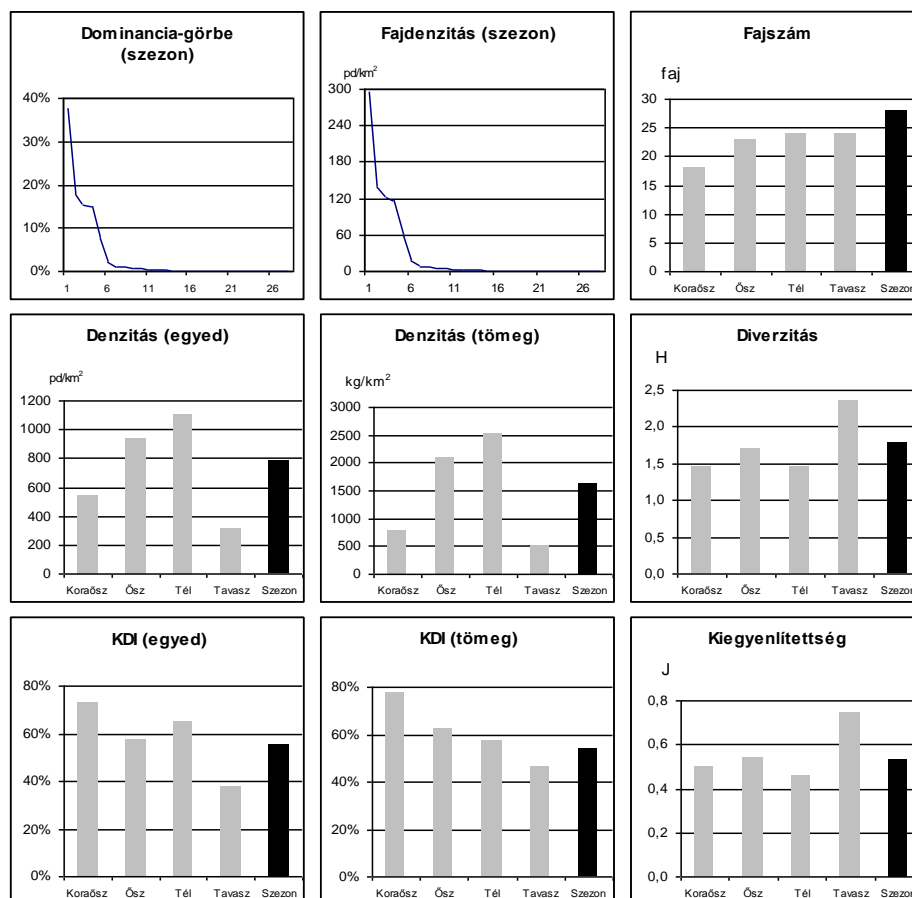 Dominancia-görbe
(szezon)
40%
30%
20%
10%
0%
1 6 11 16 21 26
Fajdenzitás (szezon)
pd/km²
300
240
180
120
60
0
1 6 11 16 21 26
Fajszám
faj
30
25
20
15
10
5
0
Koraősz Ősz Tél Tavasz Szezon
Denzitás (egyed)
pd/km²
1200
1000
800
600
400
200
0
Koraősz Ősz Tél Tavasz Szezon
Denzitás (tömeg)
kg/km²
3000
2500
2000
1500
1000
500
0
Koraősz Ősz Tél Tavasz Szezon
Diverzitás
H
2,5
2,0
1,5
1,0
0,5
0,0
Koraősz Ősz Tél Tavasz Szezon
KDI (egyed)
80%
60%
40%
20%
0%
Koraősz Ősz Tél Tavasz Szezon
KDI (tömeg)
80%
60%
40%
20%
0%
Koraősz Ősz Tél Tavasz Szezon
Kiegyenlítettség
J
0,8
0,6
0,4
0,2
0,0
Koraősz Ősz Tél Tavasz Szezon